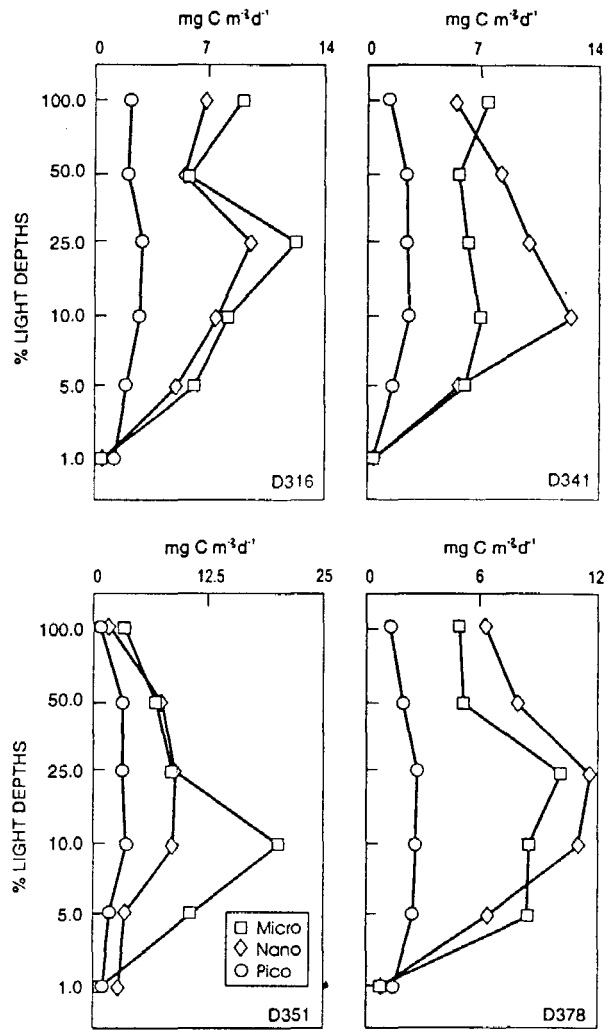 mg C m⁻³d⁻¹
0 7 14
mg C m⁻³d⁻¹
0 7 14
% LIGHT DEPTHS
100.0
50.0
25.0
10.0
5.0
1.0
D316
D341
mg C m⁻³d⁻¹
0 12.5 25
mg C m⁻³d⁻¹
0 6 12
% LIGHT DEPTHS
100.0
50.0
25.0
10.0
5.0
1.0
Micro
Nano
Pico
D351
D378